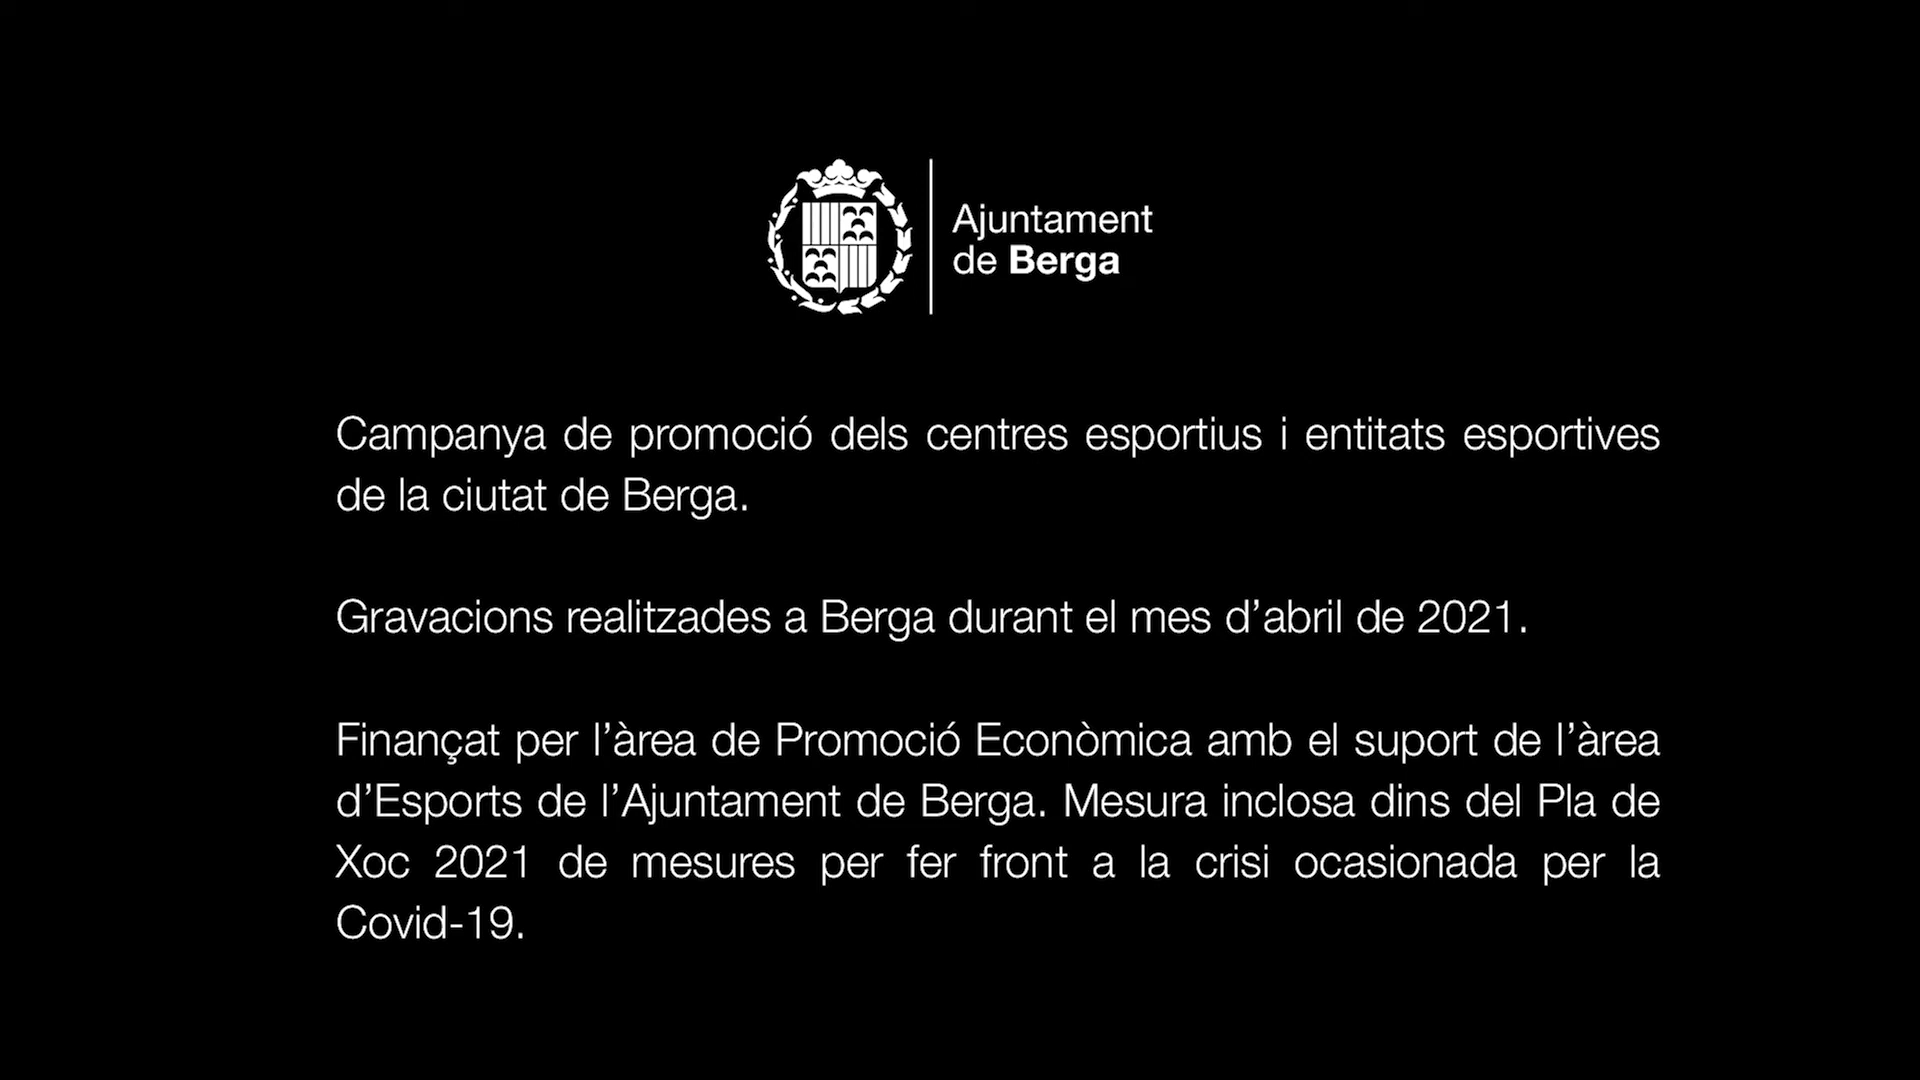 Ajuntament
de Berga
Campanya de promoció dels centres esportius i entitats esportives
de la ciutat de Berga.
Gravacions realitzades a Berga durant el mes d’abril de 2021.
Finançat per l’àrea de Promoció Econòmica amb el suport de l’àrea
d’Esports de l’Ajuntament de Berga. Mesura inclosa dins del Pla de
Xoc 2021 de mesures per fer front a la crisi ocasionada per la
Covid-19.